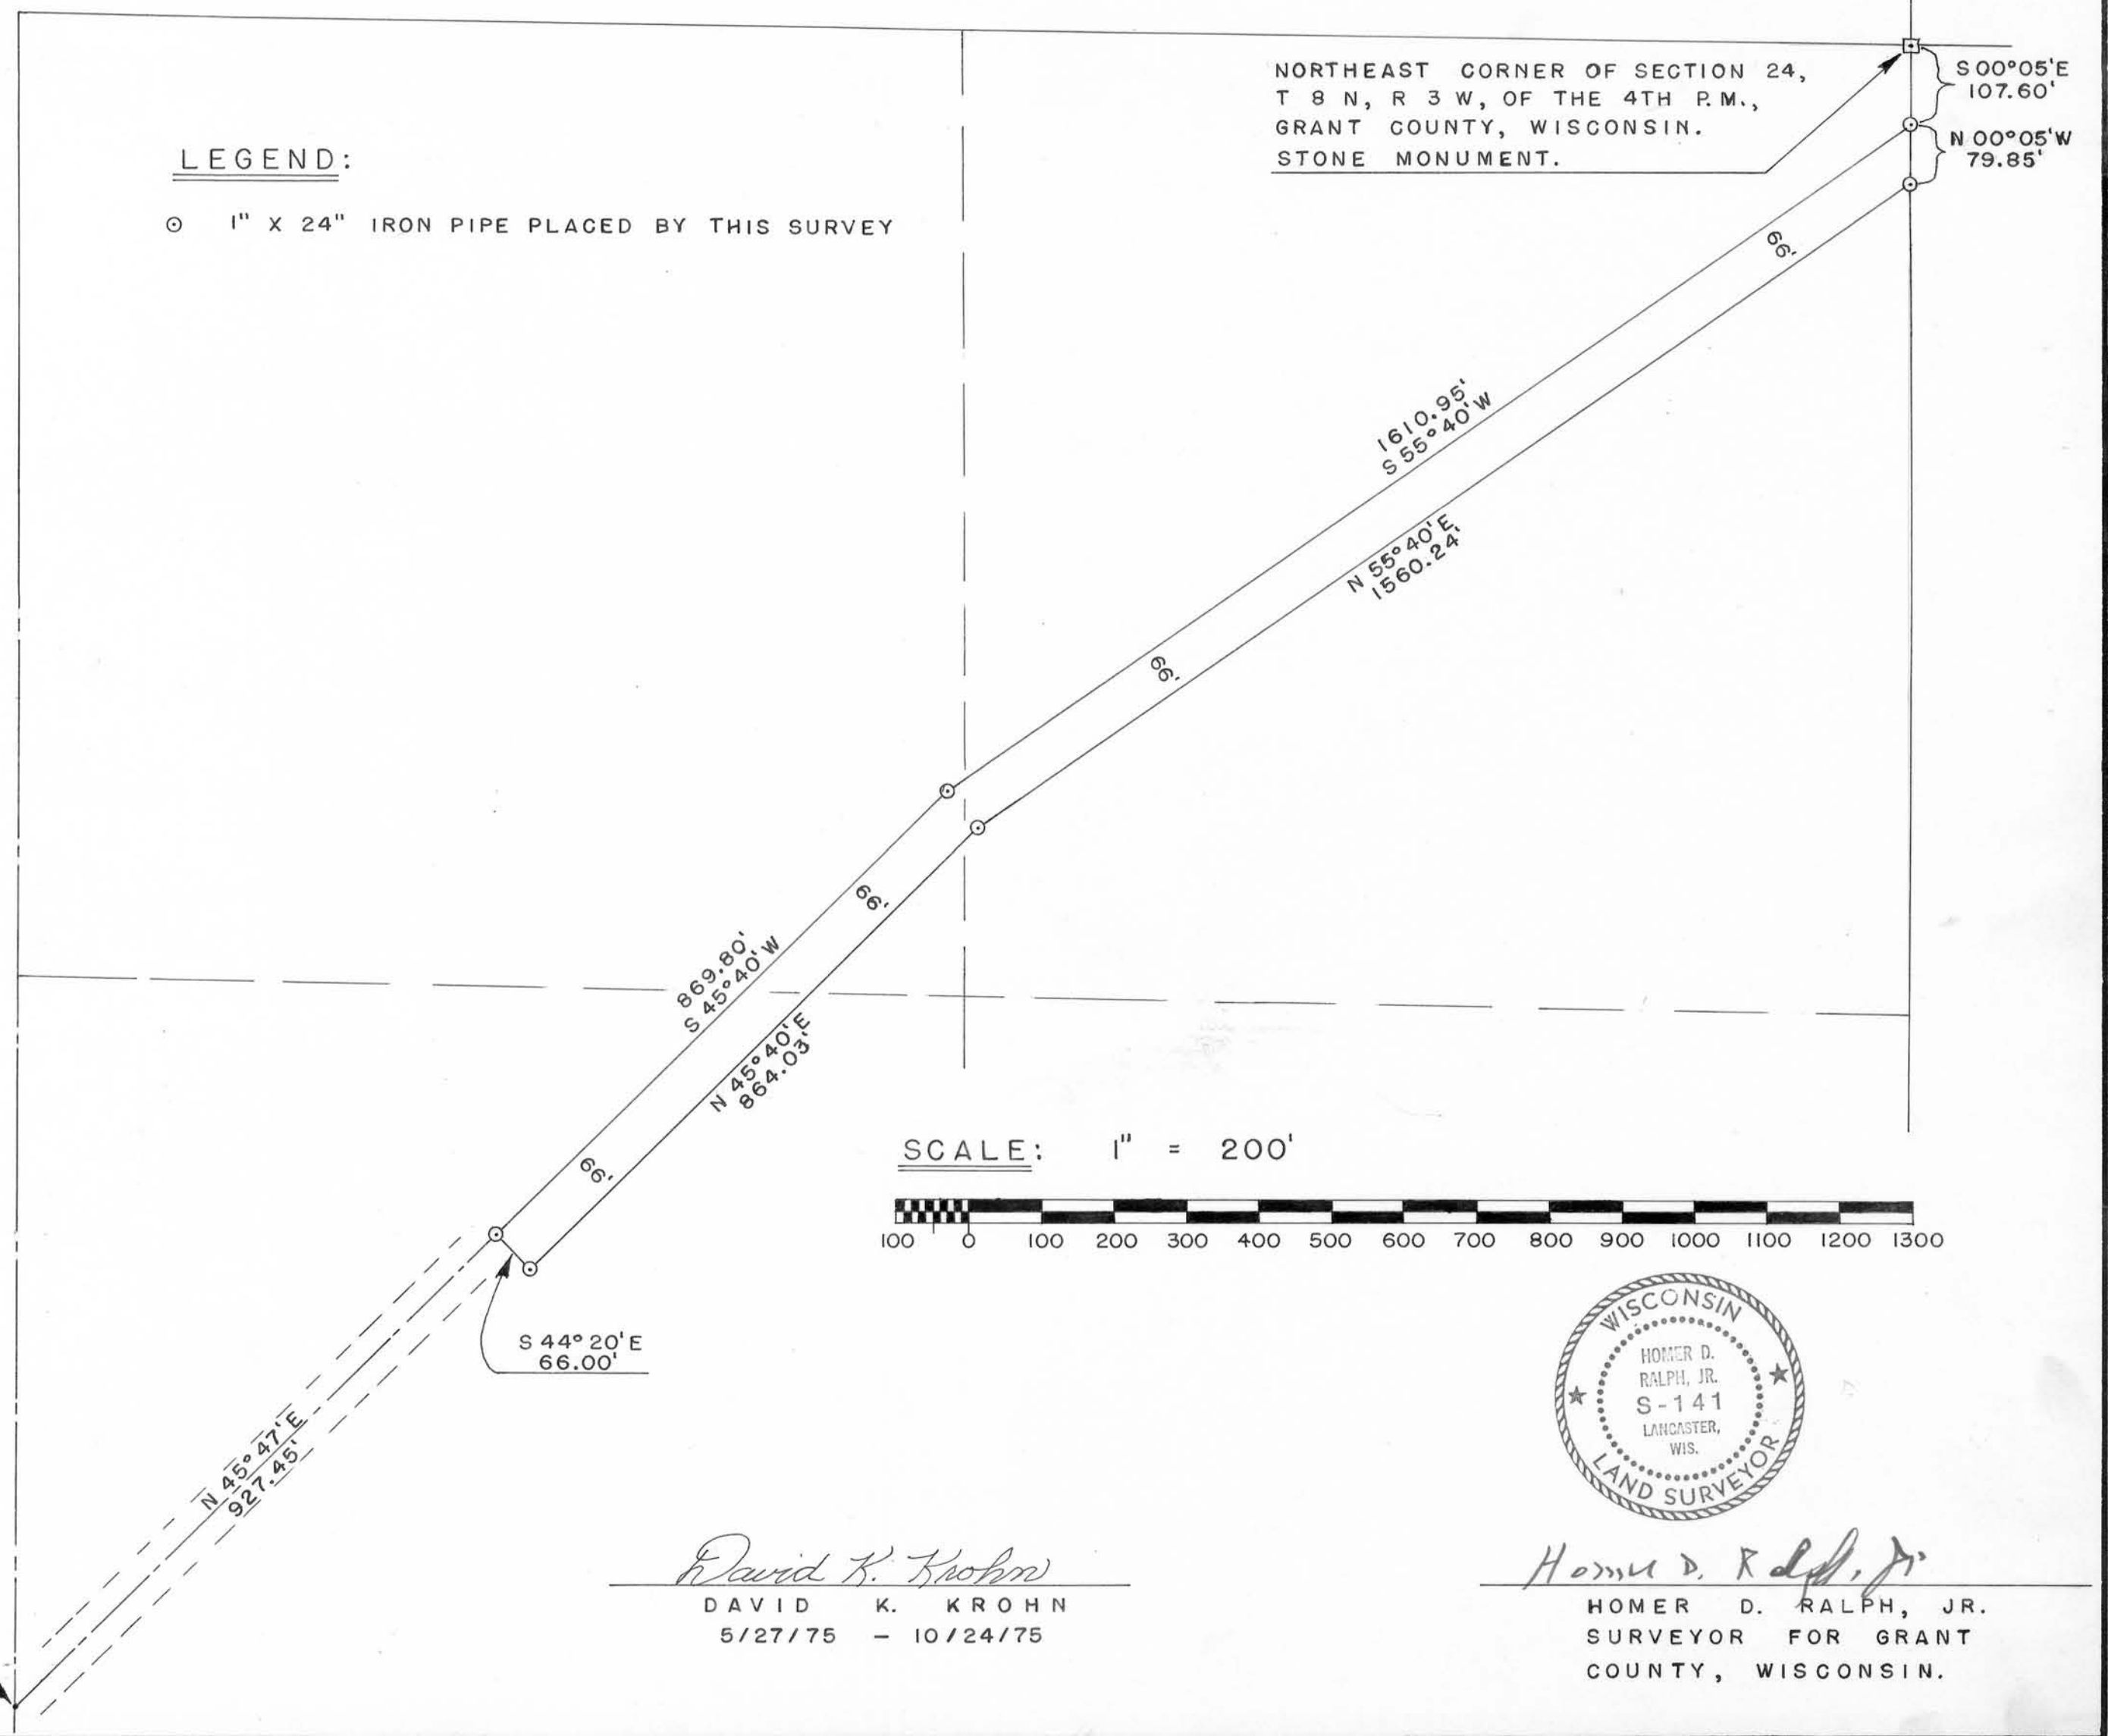 NORTHEAST CORNER OF SECTION 24,
T 8 N, R 3 W, OF THE 4TH P.M.,
GRANT COUNTY, WISCONSIN.
STONE MONUMENT.
S 00°05'E
107.60'
N 00°05'W
79.85'
LEGEND:
1" X 24" IRON PIPE PLACED BY THIS SURVEY
66'
1610.95'
S 55°40'W
N 55°40'E
1560.24'
66'
66'
869.80'
S 45°40'W
N 45°40'E
864.03'
66'
SCALE: 1" = 200'
100 0 100 200 300 400 500 600 700 800 900 1000 1100 1200 1300
S 44°20'E
66.00'
N 45°47'E
927.45'
WISCONSIN
HOMER D.
RALPH, JR.
S-141
LANCASTER,
WIS.
LAND SURVEYOR
David K. Krohn
DAVID K. KROHN
5/27/75 - 10/24/75
Homer D. Ralph, Jr
HOMER D. RALPH, JR.
SURVEYOR FOR GRANT
COUNTY, WISCONSIN.